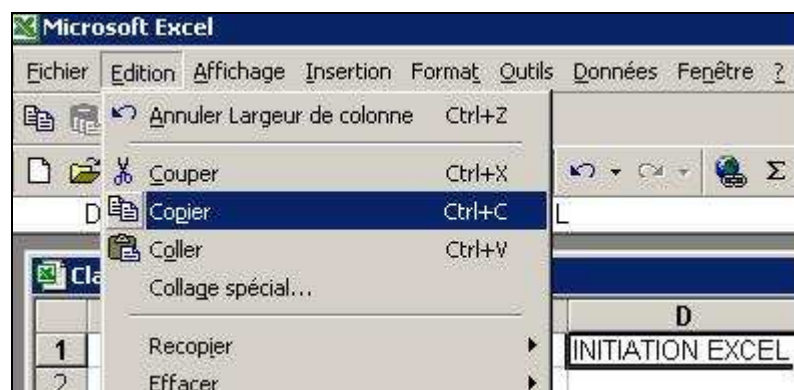 Microsoft Excel
Fichier Edition Affichage Insertion Format Outils Données Fenêtre ?
Annuler Largeur de colonne Ctrl+Z
Couper Ctrl+X
Σ
D
Copier Ctrl+C
L
Coller Ctrl+V
Cla
Collage spécial...
D
1 Recopier INITIATION EXCEL
2 Effacer